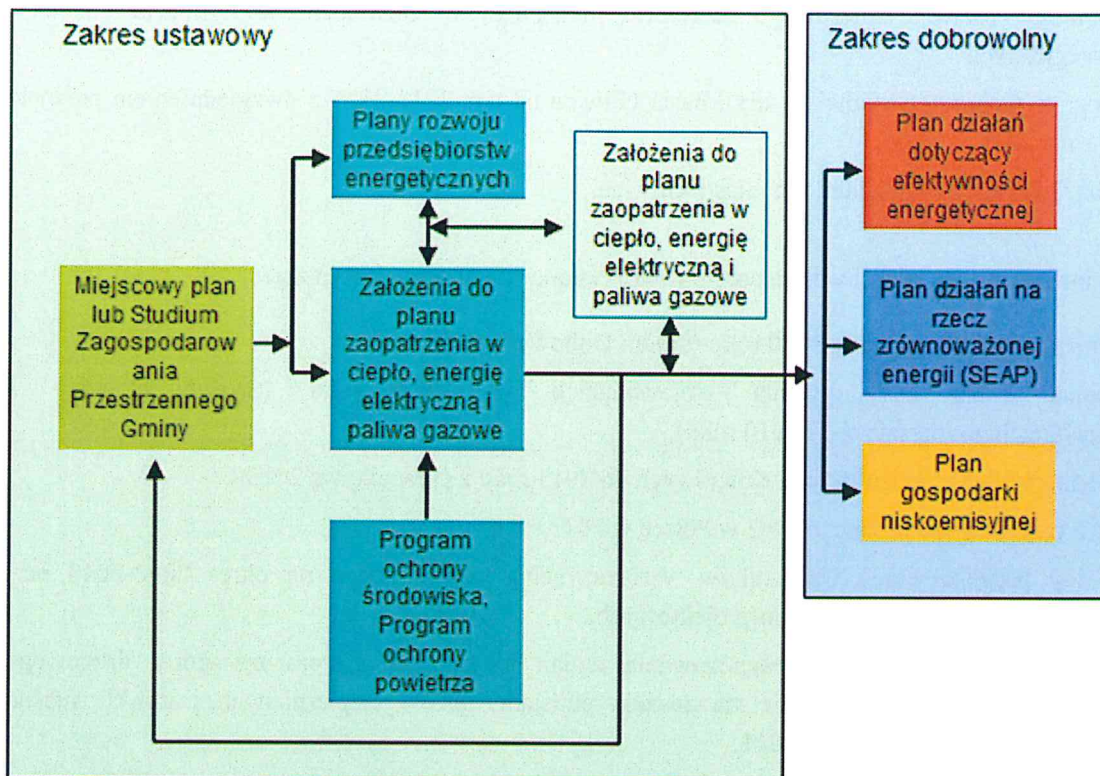 Zakres ustawowy
Zakres dobrowolny
Plany rozwoju
przedsiębiorstw
energetycznych
Założenia do
planu
zaopatrzenia w
ciepło, energię
elektryczną i
paliwa gazowe
Plan działań
dotyczący
efektywności
energetycznej
Miejscowy plan
lub Studium
Zagospodarow
ania
Przestrzennego
Gminy
Założenia do
planu
zaopatrzenia w
ciepło, energię
elektryczną i
paliwa gazowe
Plan działań na
rzecz
zrównoważonej
energii (SEAP)
Plan
gospodarki
niskoemisyjnej
Program
ochrony
środowiska,
Program
ochrony
powietrza